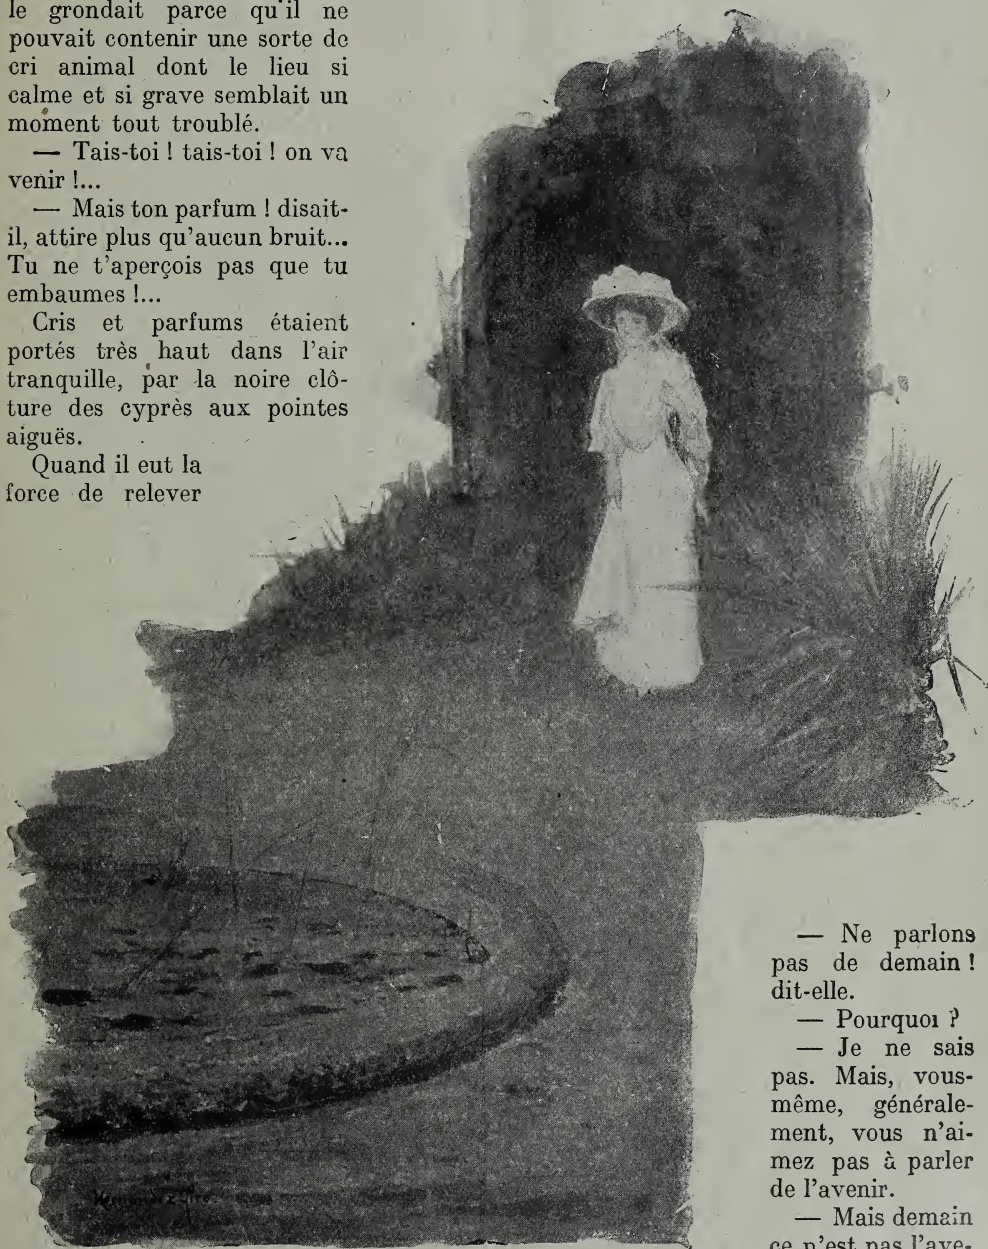 le grondait parce qu'il ne
pouvait contenir une sorte de
cri animal dont le lieu si
calme et si grave semblait un
moment tout troublé.
— Tais-toi ! tais-toi ! on va
venir !...
— Mais ton parfum ! disait-
il, attire plus qu'aucun bruit...
Tu ne t'aperçois pas que tu
embaumes !...
Cris et parfums étaient
portés très haut dans l'air
tranquille, par la noire clô-
ture des cyprès aux pointes
aiguës.
Quand il eut la
force de relever
— Ne parlons
pas de demain !
dit-elle.
— Pourquoi ?
— Je ne sais
pas. Mais, vous-
même, générale-
ment, vous n'ai-
mez pas à parler
de l'avenir.
— Mais demain
ce n'est pas l'ave-